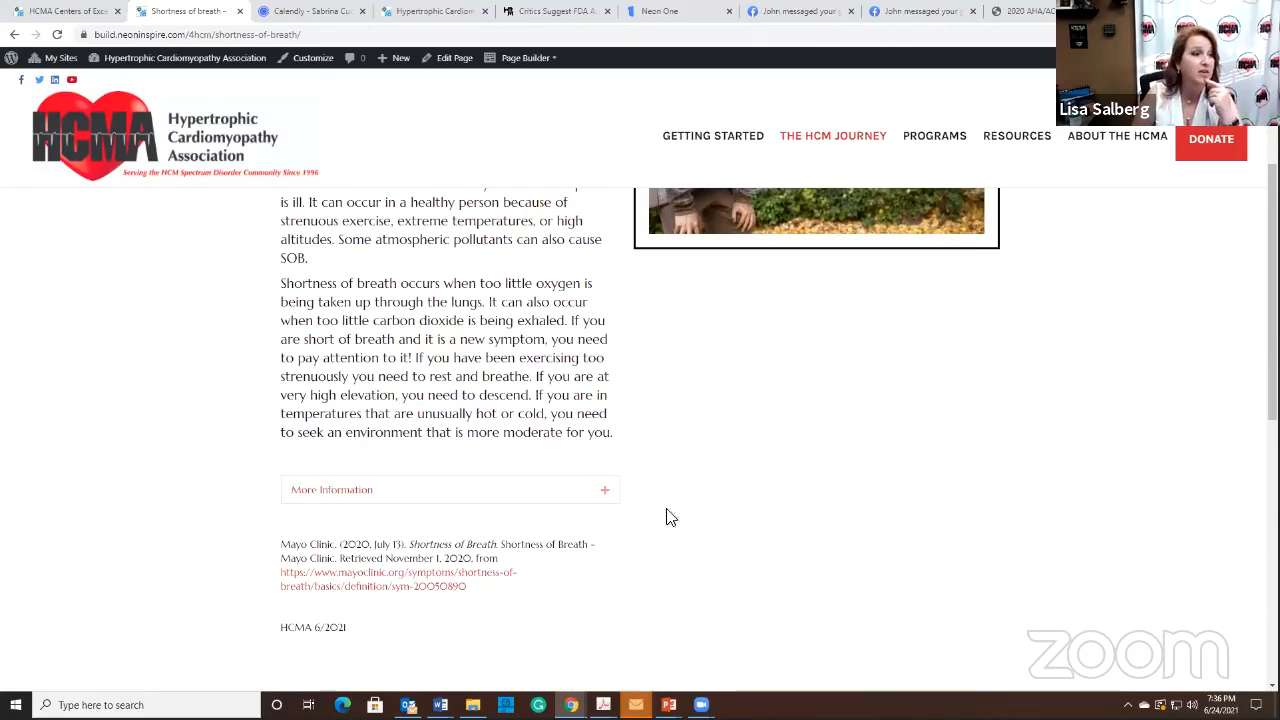 HCMA Centers of Exce
Hypertrophic breath –
Calendly - Sabrina Cu
Hypertrophic Cardiom
Critics Suggest FDA A
Neon One
John messaged your g
John messaged your g
2020 AHA/AC
build.neoninspire.com/4hcm/shortness-of-breath/
My Sites
Hypertrophic Cardiomyopathy Association
Customize
0
New
Edit Page
Page Builder
Lisa Salberg
HCMA
Hypertrophic
Cardiomyopathy
Association
Serving the HCM Spectrum Disorder Community Since 1996
GETTING STARTED
THE HCM JOURNEY
PROGRAMS
RESOURCES
ABOUT THE HCMA
DONATE
is ill. It can occur in a healthy person because of
strenuous exercise, extreme temperatures, or high
altitudes. Some atmospheric pollutants can also cause
SOB.
Shortness of breath occurs when too little oxygen is
being taken up through the lungs. It can also occur
when too little carbon dioxide is being exhaled. If you
are short of breath and it is a new symptom, you need
to pay attention to it! If you have been exercising too
strenuously you need to rest and breathe. If you are at
very high elevation, you need to descend. If you are in
temperatures that are unusually hot or cold, you need
to seek an environment that is more moderate for you.
More Information
+
Mayo Clinic. (2020, July 13). Shortness of Breath. Shortness of Breath –
Mayo Clinic. Retrieved November 1, 2020, from
https://www.mayoclinic.org/symptoms/shortness-of-
breath/basics/definition/sym-20050890
HCMA 6/2021
zoom
Type here to search
7:36 PM
6/24/2021